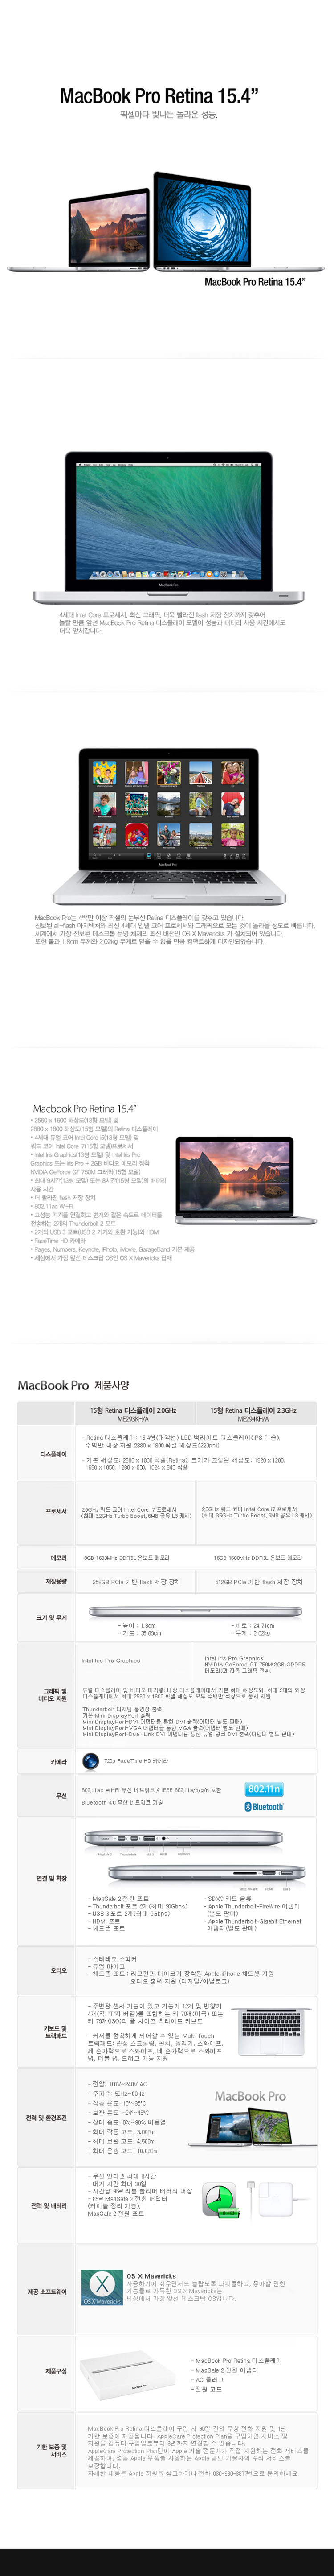 MacBook Pro Retina 15.4”
픽셀마다 빛나는 놀라운 성능.
MacBook Pro Retina 15.4”
4세대 Intel Core 프로세서, 최신 그래픽, 더욱 빨라진 flash 저장 장치까지 갖추어
놀랄 만큼 앞선 MacBook Pro Retina 디스플레이 모델이 성능과 배터리 사용 시간에서도
더욱 앞서갑니다.
MacBook Pro는 4백만 이상 픽셀의 눈부신 Retina 디스플레이를 갖추고 있습니다.
진보된 all-flash 아키텍처와 최신 4세대 인텔 코어 프로세서와 그래픽으로 모든 것이 놀라울 정도로 빠릅니다.
세계에서 가장 진보된 데스크톱 운영 체제의 최신 버전인 OS X Mavericks 가 설치되어 있습니다.
또한 불과 1.8cm 두께와 2.02kg 무게로 믿을 수 없을 만큼 컴팩트하게 디자인되었습니다.
Macbook Pro Retina 15.4”
* 2560 x 1600 해상도(13형 모델) 및
2880 x 1800 해상도(15형 모델)의 Retina 디스플레이
* 4세대 듀얼 코어 Intel Core i5(13형 모델) 및
쿼드 코어 Intel Core i7(15형 모델)프로세서
* Intel Iris Graphics(13형 모델) 및 Intel Iris Pro
Graphics 또는 Iris Pro + 2GB 비디오 메모리 장착
NVIDIA GeForce GT 750M 그래픽(15형 모델)
* 최대 9시간(13형 모델) 또는 8시간(15형 모델)의 배터리
사용 시간
* 더 빨라진 flash 저장 장치
* 802.11ac Wi-Fi
* 고성능 기기를 연결하고 번개와 같은 속도로 데이터를
전송하는 2개의 Thunderbolt 2 포트
* 2개의 USB 3 포트(USB 2 기기와 호환 가능)와 HDMI
* FaceTime HD 카메라
* Pages, Numbers, Keynote, iPhoto, iMovie, GarageBand 기본 제공
* 세상에서 가장 앞선 데스크탑 OS인 OS X Mavericks 탑재
MacBook Pro 제품사양
15형 Retina 디스플레이 2.0GHz
ME293KH/A
15형 Retina 디스플레이 2.3GHz
ME294KH/A
디스플레이
- Retina 디스플레이: 15.4형(대각선) LED 백라이트 디스플레이(IPS 기술),
수백만 색상 지원 2880 x 1800 픽셀 해상도(220ppi)
- 기본 해상도: 2880 x 1800 픽셀(Retina), 크기가 조정된 해상도: 1920 x 1200,
1680 x 1050, 1280 x 800, 1024 x 640 픽셀
프로세서
2.0GHz 쿼드 코어 Intel Core i7 프로세서
(최대 3.2GHz Turbo Boost, 6MB 공유 L3 캐시)
2.3GHz 쿼드 코어 Intel Core i7 프로세서
(최대 3.5GHz Turbo Boost, 6MB 공유 L3 캐시)
메모리
8GB 1600MHz DDR3L 온보드 메모리
16GB 1600MHz DDR3L 온보드 메모리
저장용량
256GB PCIe 기반 flash 저장 장치
512GB PCIe 기반 flash 저장 장치
크기 및 무게
- 높이 : 1.8cm
- 가로 : 35.89cm
- 세로 : 24.71cm
- 무게 : 2.02kg
그래픽 및
비디오 지원
Intel Iris Pro Graphics
Intel Iris Pro Graphics
NVIDIA GeForce GT 750M(2GB GDDR5
메모리)과 자동 그래픽 전환.
듀얼 디스플레이 및 비디오 미러링: 내장 디스플레이에서 기본 최대 해상도와, 최대 2대의 외장
디스플레이에서 최대 2560 x 1600 픽셀 해상도 모두 수백만 색상으로 동시 지원
Thunderbolt 디지털 동영상 출력
기본 Mini DisplayPort 출력
Mini DisplayPort-DVI 어댑터를 통한 DVI 출력(어댑터 별도 판매)
Mini DisplayPort-VGA 어댑터를 통한 VGA 출력(어댑터 별도 판매)
Mini DisplayPort-Dual-Link DVI 어댑터를 통한 듀얼 링크 DVI 출력(어댑터 별도 판매)
카메라
720p FaceTime HD 카메라
무선
802.11ac Wi-Fi 무선 네트워크,4 IEEE 802.11a/b/g/n 호환
Bluetooth 4.0 무선 네트워크 기술
802.11n
Bluetooth
연결 및 확장
- MagSafe 2 전원 포트
- Thunderbolt 포트 2개(최대 20Gbps)
- USB 3 포트 2개(최대 5Gbps)
- HDMI 포트
- 헤드폰 포트
- SDXC 카드 슬롯
- Apple Thunderbolt-FireWire 어댑터
(별도 판매)
- Apple Thunderbolt-Gigabit Ethernet
어댑터(별도 판매)
오디오
- 스테레오 스피커
- 듀얼 마이크
- 헤드폰 포트 : 리모컨과 마이크가 장착된 Apple iPhone 헤드셋 지원
오디오 출력 지원 (디지털/아날로그)
키보드 및
트랙패드
- 주변광 센서 기능이 있고 기능키 12개 및 방향키
4개(역 “T”자 배열)를 포함하는 키 78개(미국) 또는
키 79개(ISO)의 풀 사이즈 백라이트 키보드
- 커서를 정확하게 제어할 수 있는 Multi-Touch
트랙패드: 관성 스크롤링, 핀치, 돌리기, 스와이프,
세 손가락으로 스와이프, 네 손가락으로 스와이프
탭, 더블 탭, 드래그 기능 지원
전력 및 환경조건
- 전압: 100V~240V AC
- 주파수: 50Hz~60Hz
- 작동 온도: 10°~35°C
- 보관 온도: -24°~45°C
- 상대 습도: 0%~90% 비응결
- 최대 작동 고도: 3,000m
- 최대 보관 고도: 4,500m
- 최대 운송 고도: 10,600m
MacBook Pro
전력 및 배터리
- 무선 인터넷 최대 8시간
- 대기 시간 최대 30일
- 시간당 95W 리튬 폴리머 배터리 내장
- 85W MagSafe 2 전원 어댑터
(케이블 정리 가능),
MagSafe 2 전원 포트
제공 소프트웨어
OS X Mavericks
OS X Mavericks
사용하기에 쉬우면서도 놀랍도록 파워풀하고, 좋아할 만한
기능들로 가득찬 OS X Mavericks는
세상에서 가장 앞선 데스크탑 OS입니다.
제품구성
- MacBook Pro Retina 디스플레이
- MagSafe 2 전원 어댑터
- AC 플러그
- 전원 코드
기한 보증 및
서비스
MacBook Pro Retina 디스플레이 구입 시 90일 간의 무상 전화 지원 및 1년
기한 보증이 제공됩니다. AppleCare Protection Plan을 구입하면 서비스 및
지원을 컴퓨터 구입일로부터 3년까지 연장할 수 있습니다.
AppleCare Protection Plan만이 Apple 기술 전문가가 직접 지원하는 전화 서비스를
제공하며, 정품 Apple 부품을 사용하는 Apple 공인 기술자의 수리 서비스를
보장합니다.
자세한 내용은 Apple 지원을 참고하거나 전화 080-330-8877번으로 문의하세요.